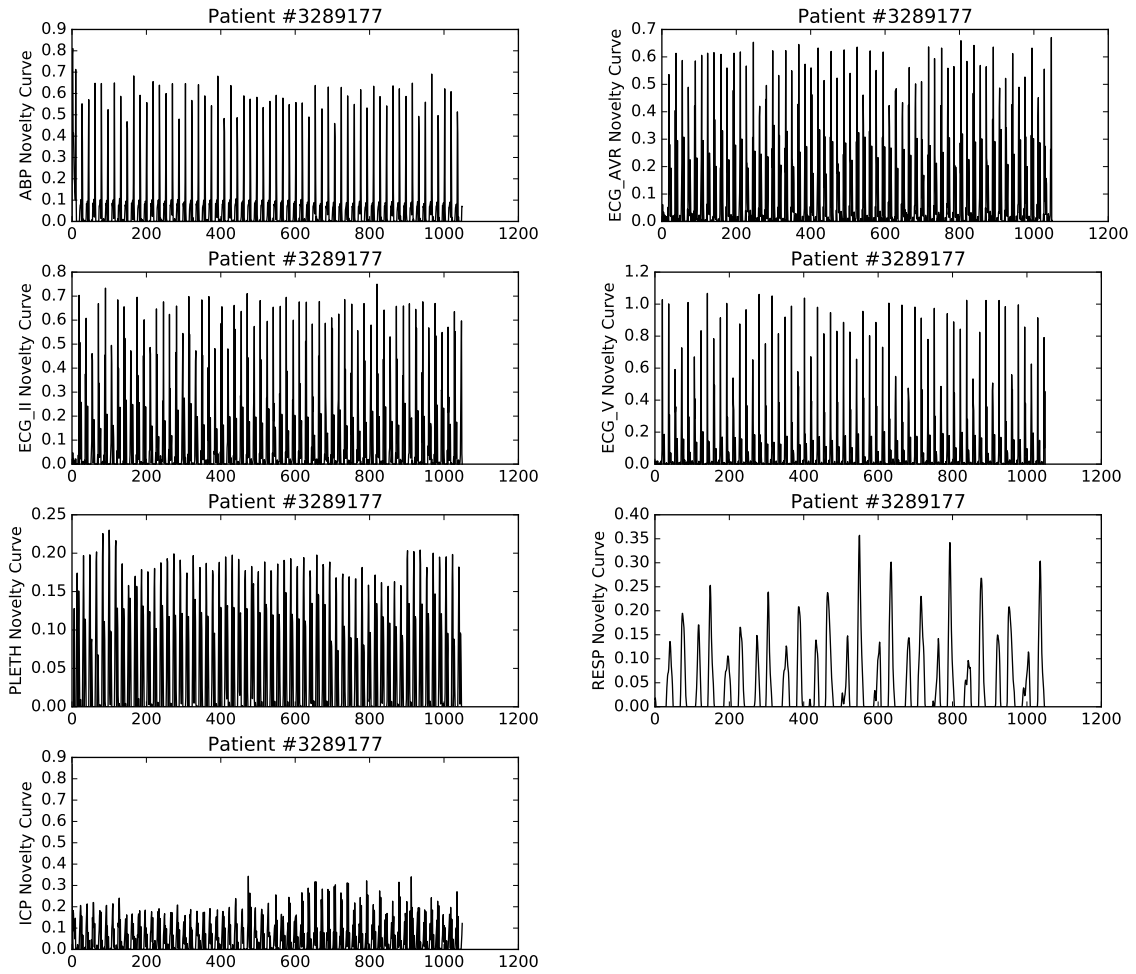 Patient #3289177
ABP Novelty Curve
0.9
0.8
0.7
0.6
0.5
0.4
0.3
0.2
0.1
0.0
0 200 400 600 800 1000 1200
Patient #3289177
ECG_AVR Novelty Curve
0.7
0.6
0.5
0.4
0.3
0.2
0.1
0.0
0 200 400 600 800 1000 1200
Patient #3289177
ECG_II Novelty Curve
0.8
0.7
0.6
0.5
0.4
0.3
0.2
0.1
0.0
0 200 400 600 800 1000 1200
Patient #3289177
ECG_V Novelty Curve
1.2
1.0
0.8
0.6
0.4
0.2
0.0
0 200 400 600 800 1000 1200
Patient #3289177
PLETH Novelty Curve
0.25
0.20
0.15
0.10
0.05
0.00
0 200 400 600 800 1000 1200
Patient #3289177
RESP Novelty Curve
0.40
0.35
0.30
0.25
0.20
0.15
0.10
0.05
0.00
0 200 400 600 800 1000 1200
Patient #3289177
ICP Novelty Curve
0.9
0.8
0.7
0.6
0.5
0.4
0.3
0.2
0.1
0.0
0 200 400 600 800 1000 1200